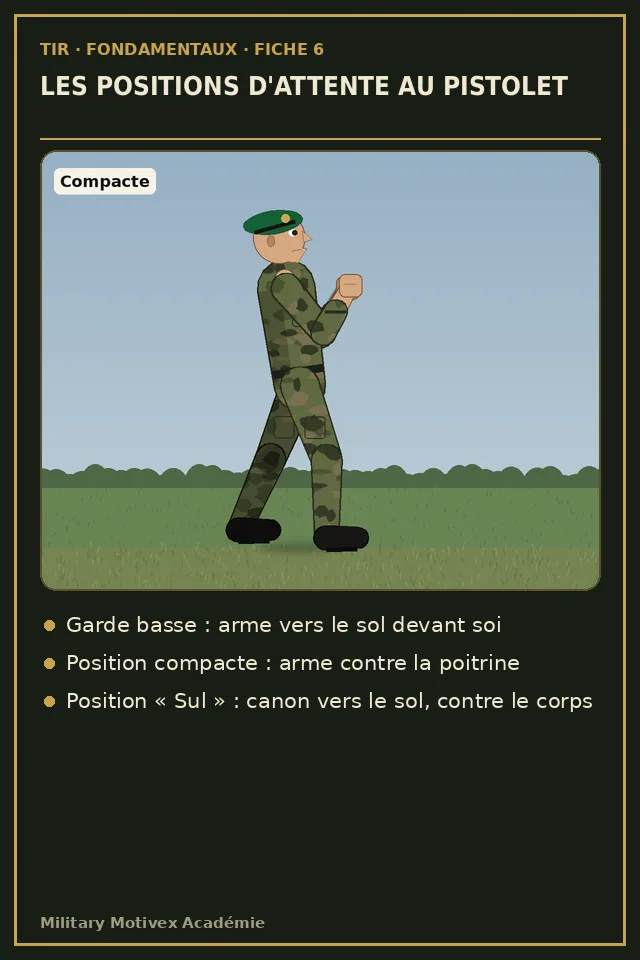 TIR · FONDAMENTAUX · FICHE 6
LES POSITIONS D'ATTENTE AU PISTOLET
Compacte
Garde basse : arme vers le sol devant soi
Position compacte : arme contre la poitrine
Position « Sul » : canon vers le sol, contre le corps
Military Motivex Académie